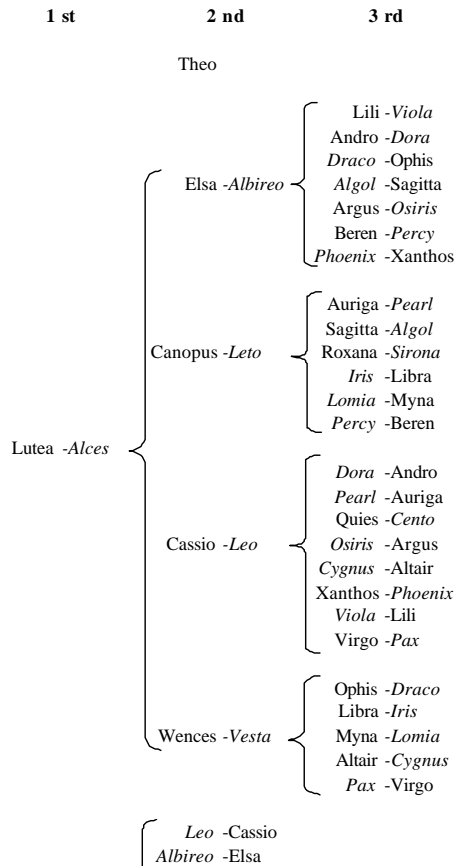 1 st 2 nd 3 rd
Theo
Lili -Viola
Andro -Dora
Draco -Ophis
Elsa -Albireo
Algol -Sagitta
Argus -Osiris
Beren -Percy
Phoenix -Xanthos
Auriga -Pearl
Sagitta -Algol
Canopus -Leto
Roxana -Sirona
Iris -Libra
Lomia -Myna
Percy -Beren
Lutea -Alces
Dora -Andro
Pearl -Auriga
Quies -Cento
Cassio -Leo
Osiris -Argus
Cygnus -Altair
Xanthos -Phoenix
Viola -Lili
Virgo -Pax
Ophis -Draco
Libra -Iris
Wences -Vesta
Myna -Lomia
Altair -Cygnus
Pax -Virgo
Leo -Cassio
Albireo -Elsa